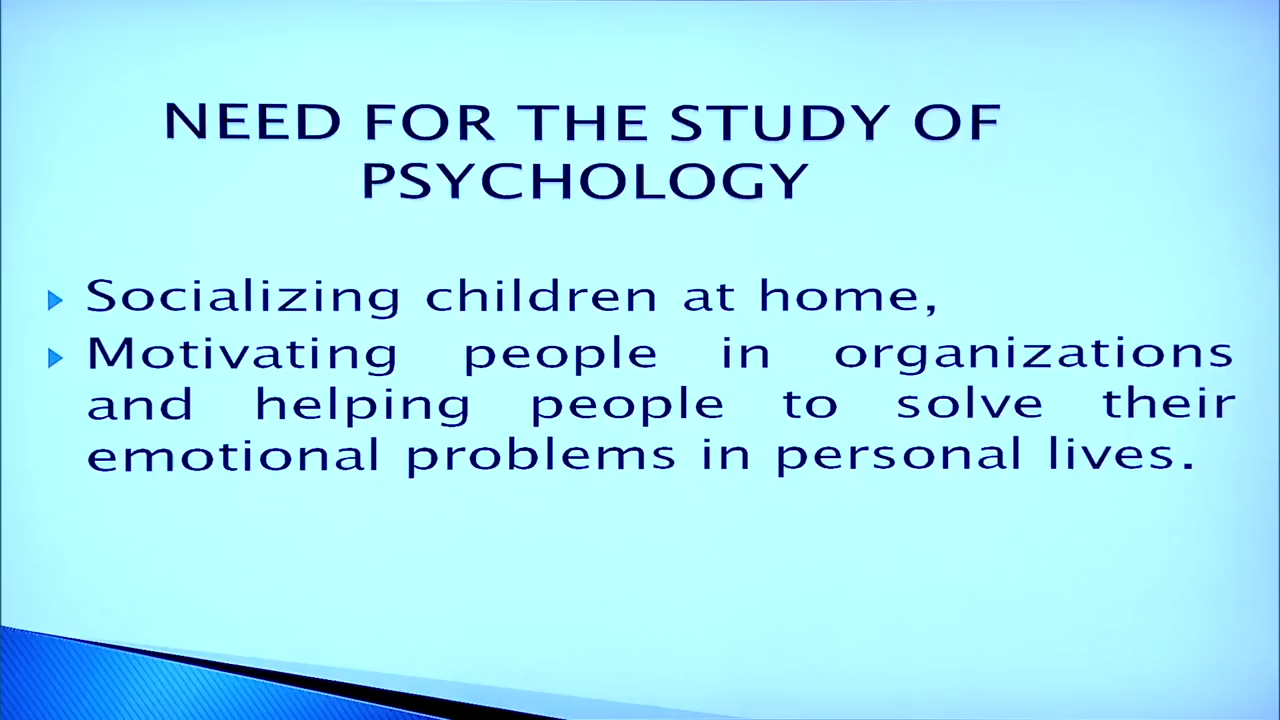 NEED FOR THE STUDY OF
PSYCHOLOGY
Socializing children at home,
Motivating people in organizations
and helping people to solve their
emotional problems in personal lives.